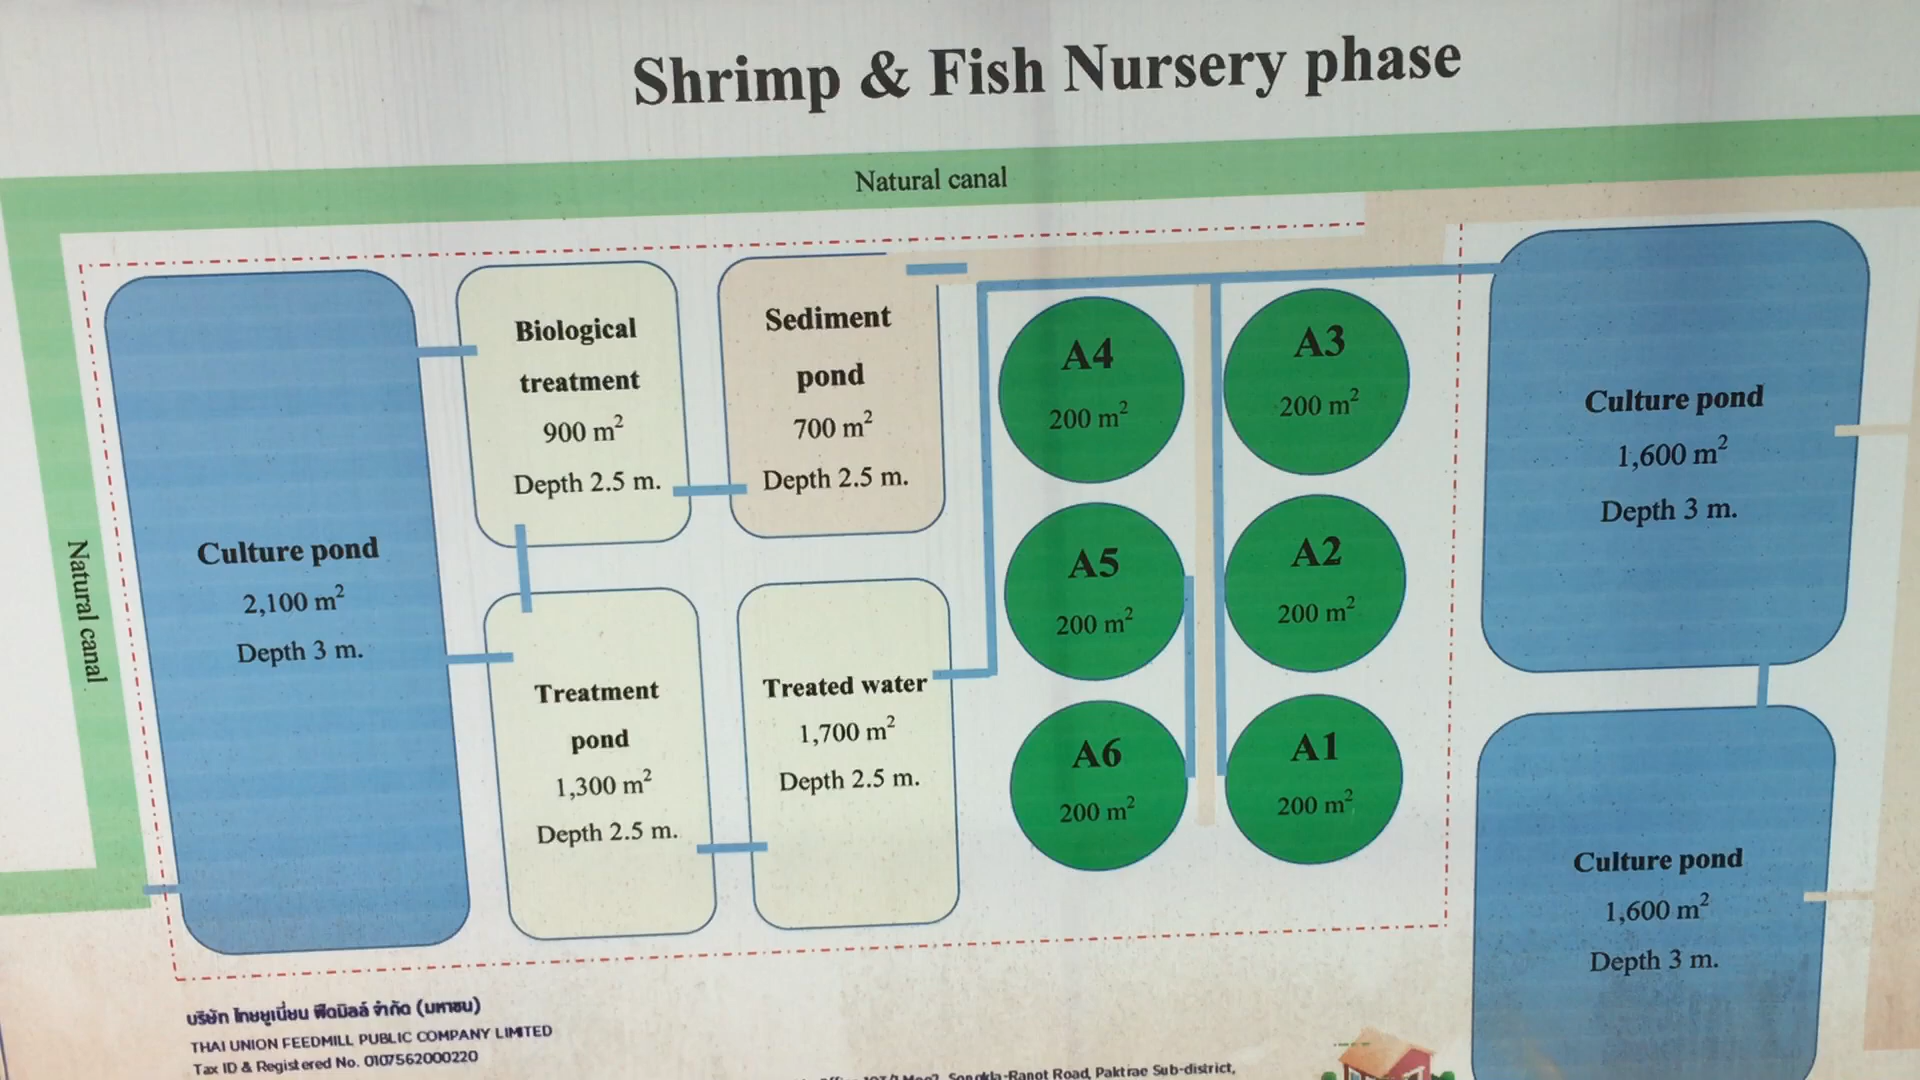 Shrimp & Fish Nursery phase
Natural canal
Natural canal
Culture pond
2,100 m²
Depth 3 m.
Biological
treatment
900 m²
Depth 2.5 m.
Sediment
pond
700 m²
Depth 2.5 m.
Treatment
pond
1,300 m²
Depth 2.5 m.
Treated water
1,700 m²
Depth 2.5 m.
A4
200 m²
A3
200 m²
A5
200 m²
A2
200 m²
A6
200 m²
A1
200 m²
Culture pond
1,600 m²
Depth 3 m.
Culture pond
1,600 m²
Depth 3 m.
บริษัท ไทยยูเนี่ยน ฟีดมิลล์ จำกัด (มหาชน)
THAI UNION FEEDMILL PUBLIC COMPANY LIMITED
Tax ID & Registered No. 0107562000220
Songkla-Ranot Road, Paktrae Sub-district,